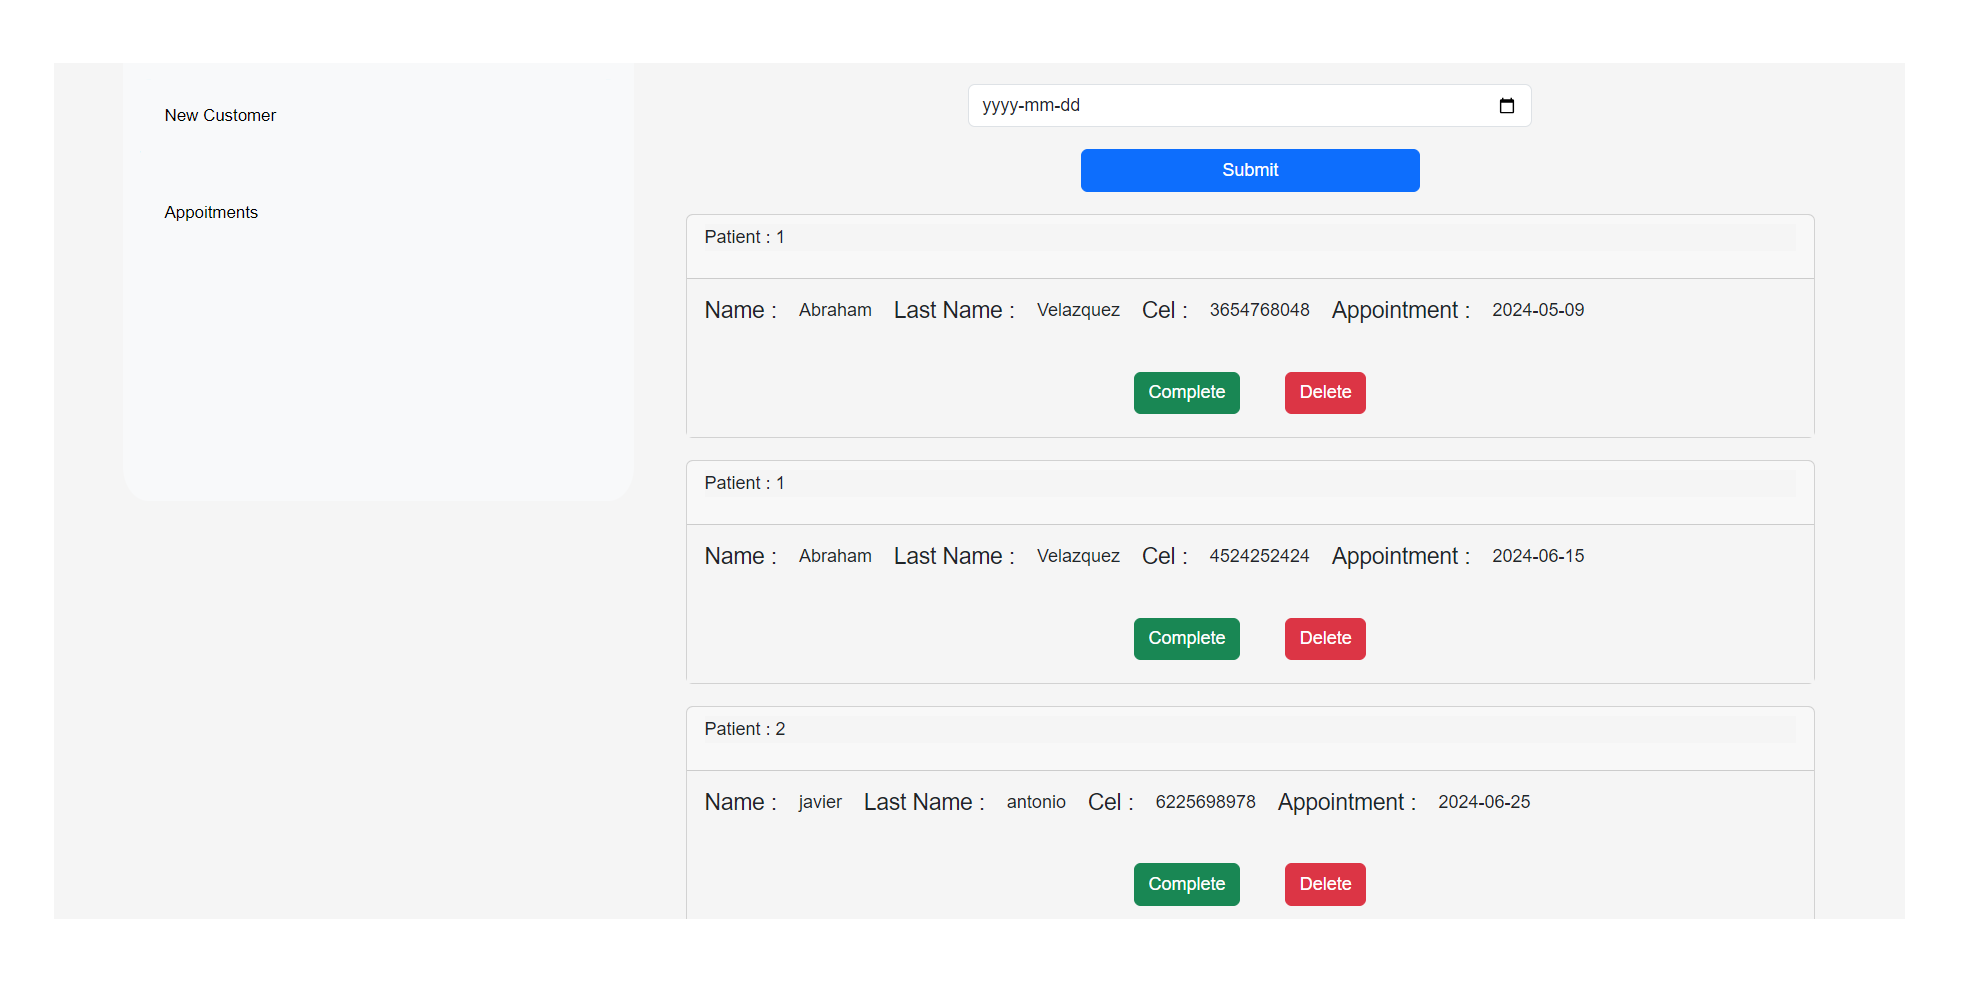 New Customer
Appoitments
yyyy-mm-dd
Submit
Patient : 1
Name : Abraham Last Name : Velazquez Cel : 3654768048 Appointment : 2024-05-09
Complete Delete
Patient : 1
Name : Abraham Last Name : Velazquez Cel : 4524252424 Appointment : 2024-06-15
Complete Delete
Patient : 2
Name : javier Last Name : antonio Cel : 6225698978 Appointment : 2024-06-25
Complete Delete